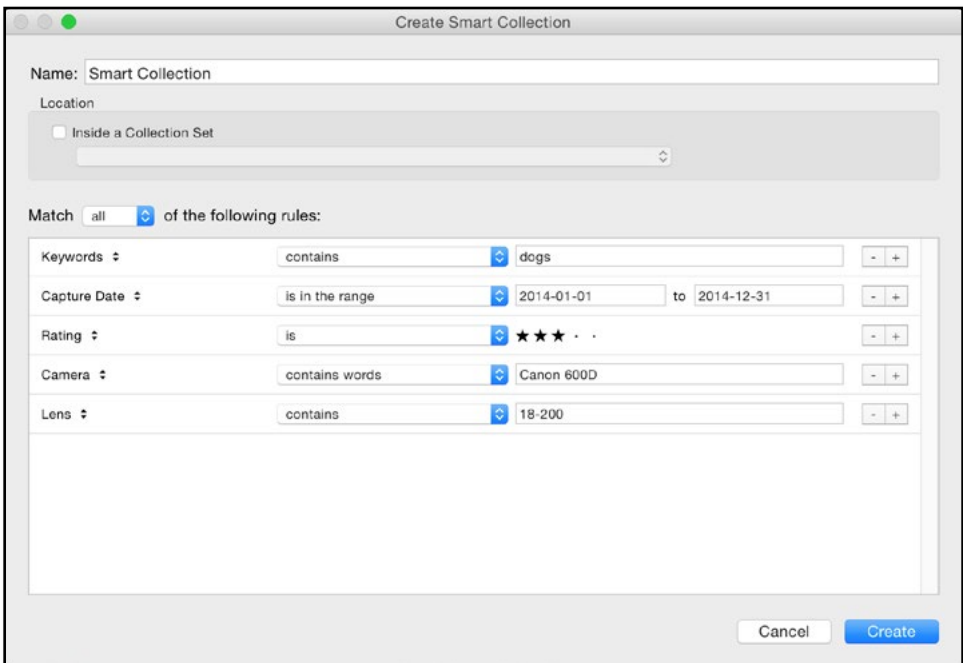 Create Smart Collection
Name: Smart Collection
Location
Inside a Collection Set
Match all of the following rules:
Keywords contains dogs - +
Capture Date is in the range 2014-01-01 to 2014-12-31 - +
Rating is ★★★ · · - +
Camera contains words Canon 600D - +
Lens contains 18-200 - +
Cancel Create